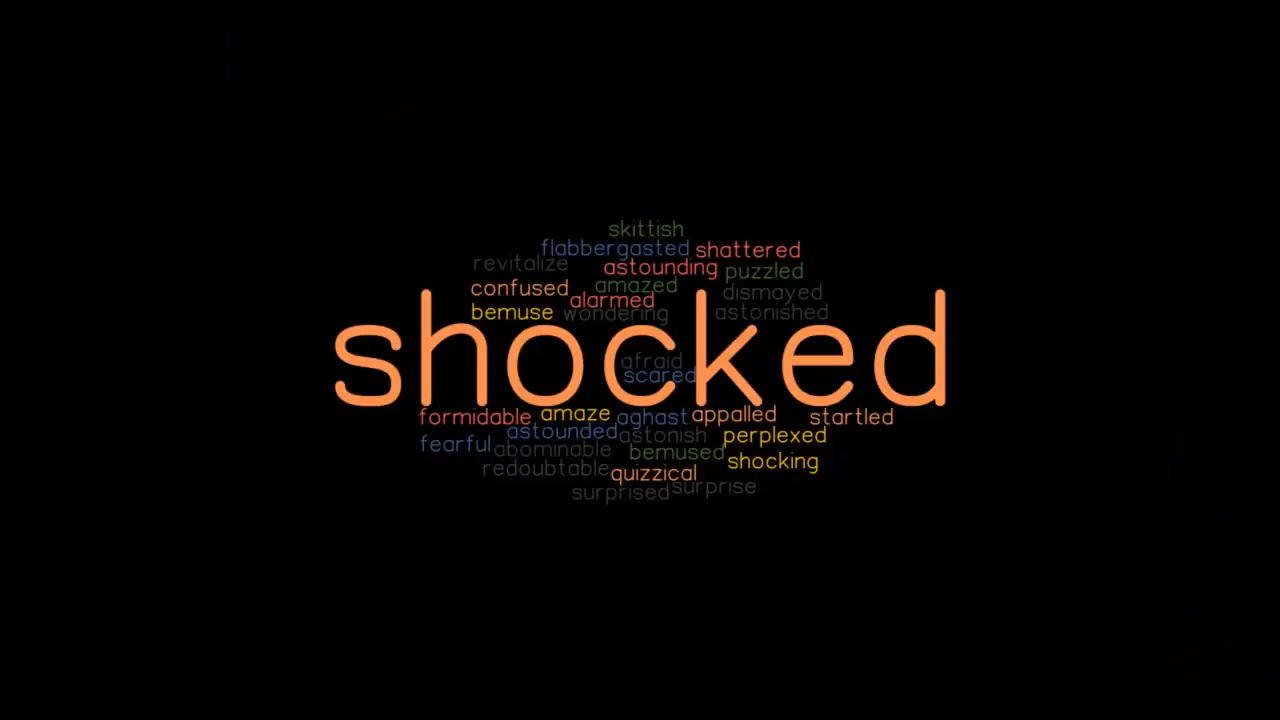 skittish
flabbergasted shattered
revitalize astounding puzzled
confused amazed dismayed
alarmed
bemuse wondering astonished
shocked
afraid
scared
formidable amaze aghast appalled startled
fearful astounded astonish perplexed
abominable bemused shocking
redoubtable quizzical
surprised surprise